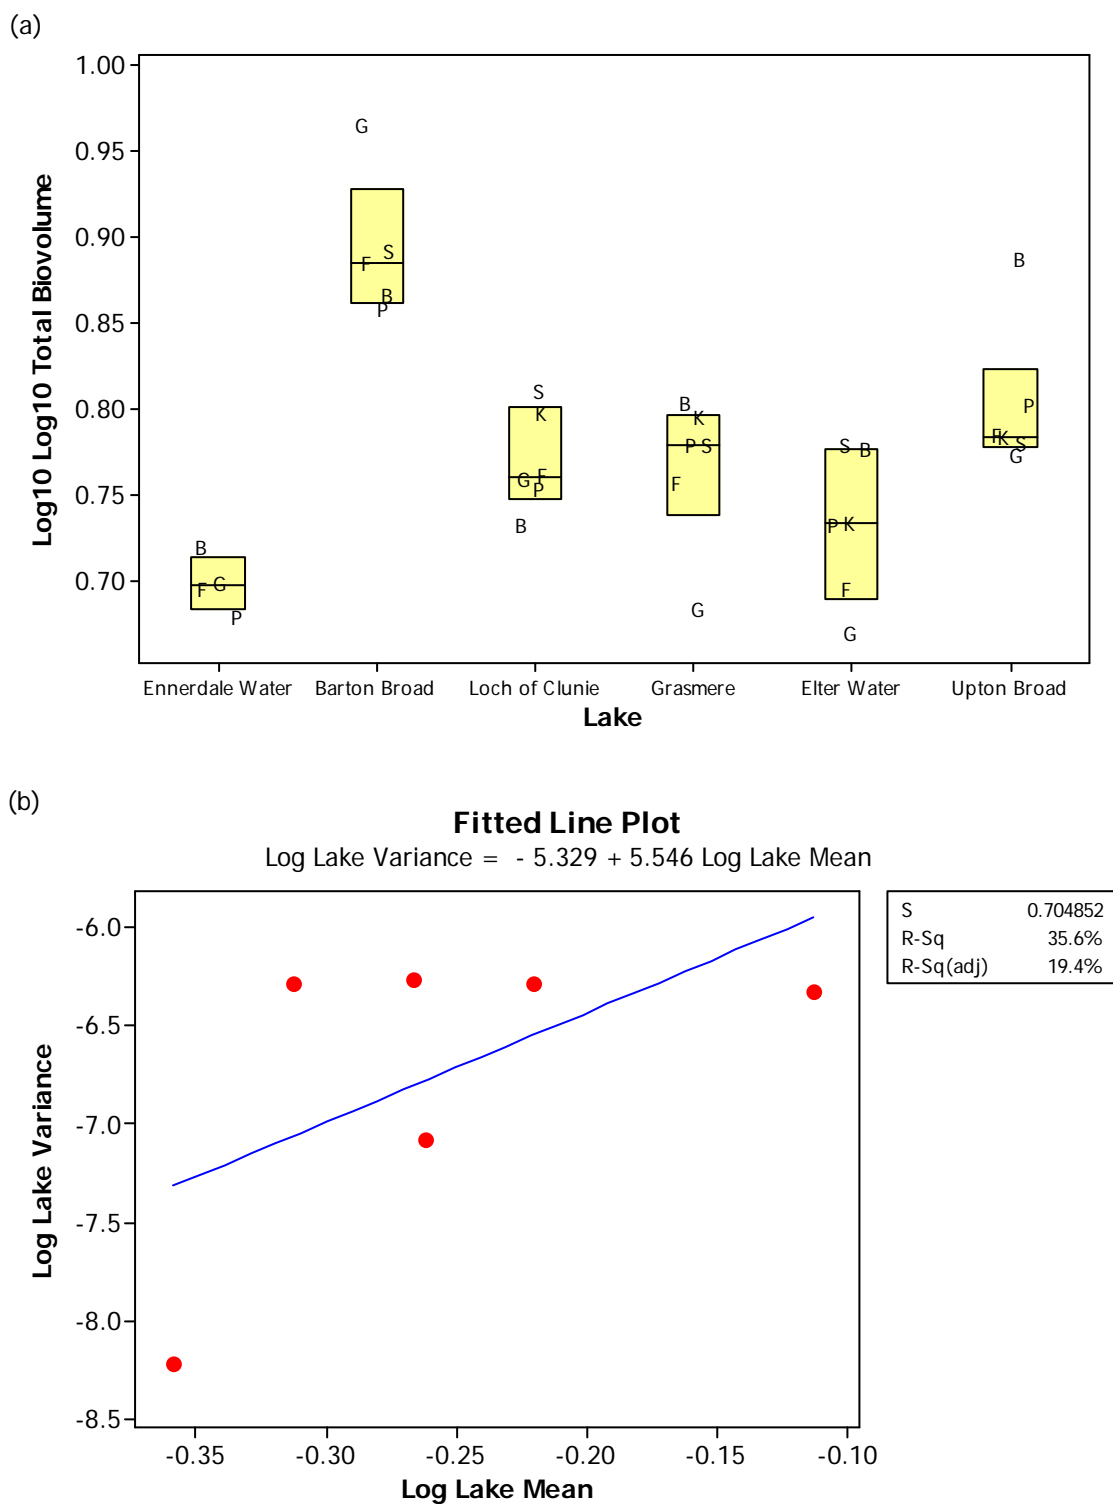 (a)
Log10 Log10 Total Biovolume
1.00
0.95
0.90
0.85
0.80
0.75
0.70
B
F
G
P
G
S
F
B
P
S
K
G
F
P
B
B
K
P
S
F
G
S
B
P
K
F
G
B
P
F
K
S
G
Ennerdale Water
Barton Broad
Loch of Clunie
Grasmere
Elter Water
Upton Broad
Lake
(b)
Fitted Line Plot
Log Lake Variance = - 5.329 + 5.546 Log Lake Mean
S 0.704852
R-Sq 35.6%
R-Sq(adj) 19.4%
Log Lake Variance
-6.0
-6.5
-7.0
-7.5
-8.0
-8.5
-0.35
-0.30
-0.25
-0.20
-0.15
-0.10
Log Lake Mean